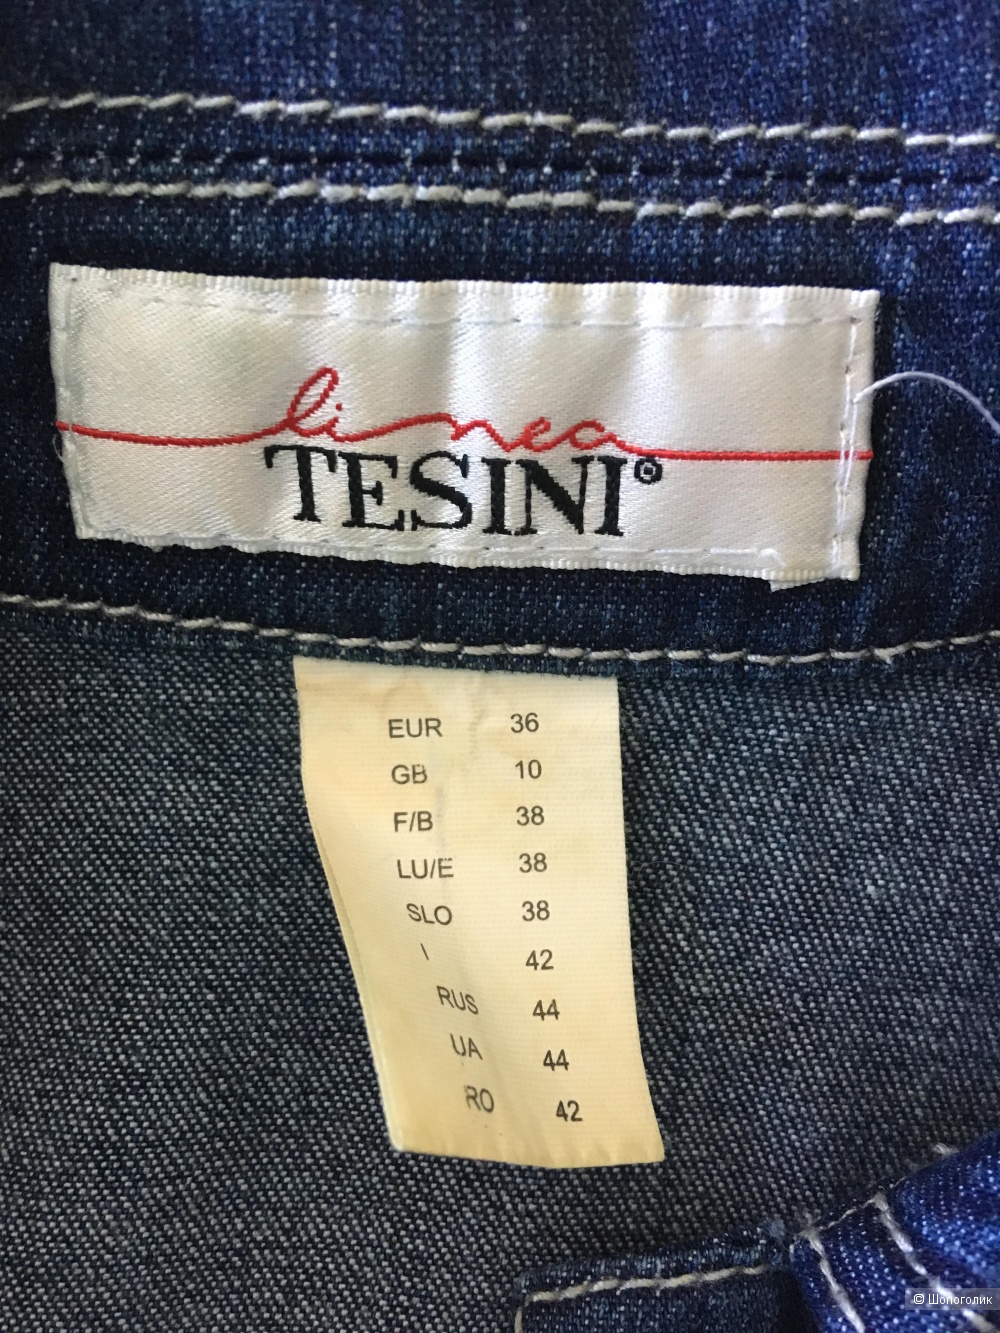 linea
TESINI®
EUR 36
GB 10
F/B 38
LU/E 38
SLO 38
I 42
RUS 44
UA 44
RO 42
© Шопоголик